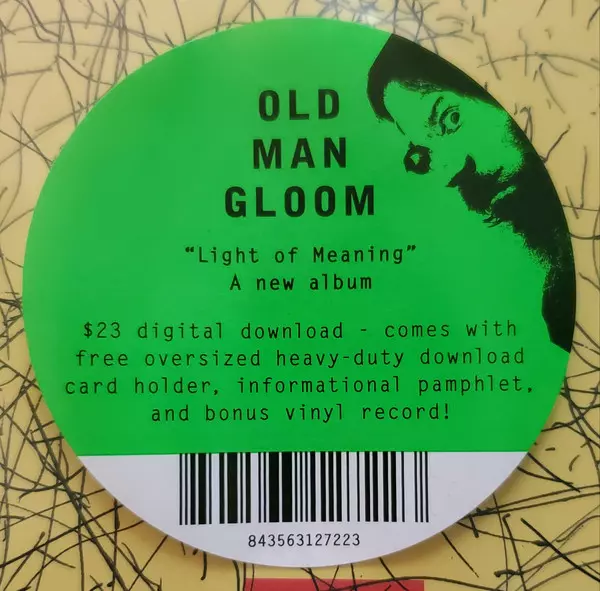 OLD
MAN
GLOOM
“Light of Meaning”
A new album
$23 digital download - comes with
free oversized heavy-duty download
card holder, informational pamphlet,
and bonus vinyl record!
843563127223